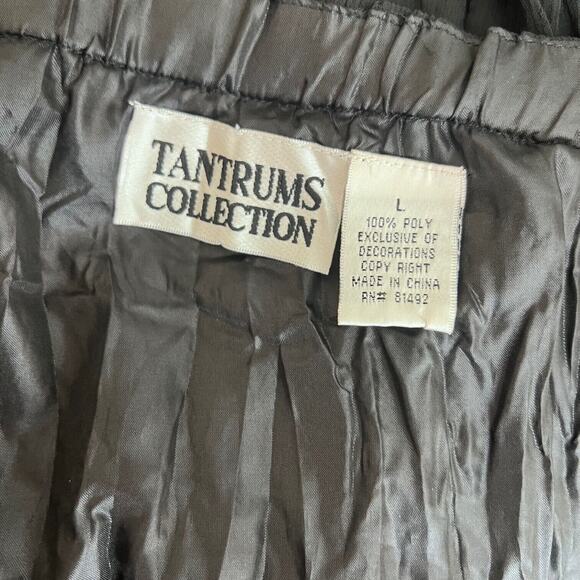 TANTRUMS
COLLECTION
L
100% POLY
EXCLUSIVE OF
DECORATIONS
COPY RIGHT
MADE IN CHINA
RN# 81492